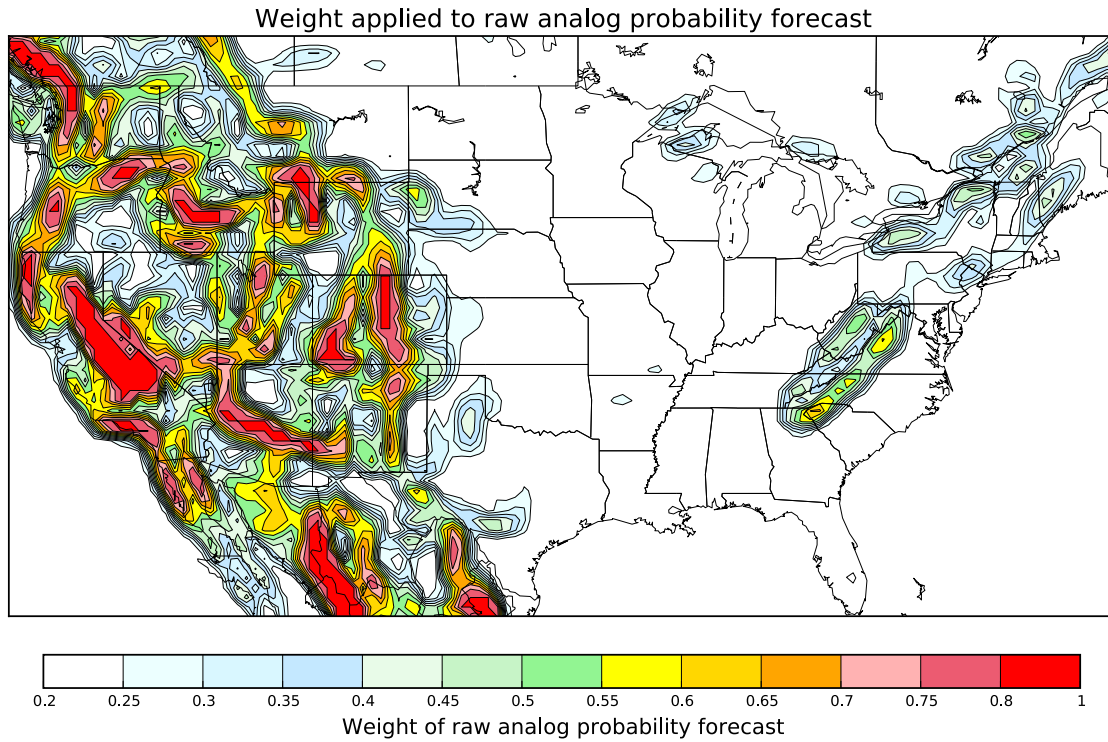 Weight applied to raw analog probability forecast
0.2 0.25 0.3 0.35 0.4 0.45 0.5 0.55 0.6 0.65 0.7 0.75 0.8 1
Weight of raw analog probability forecast